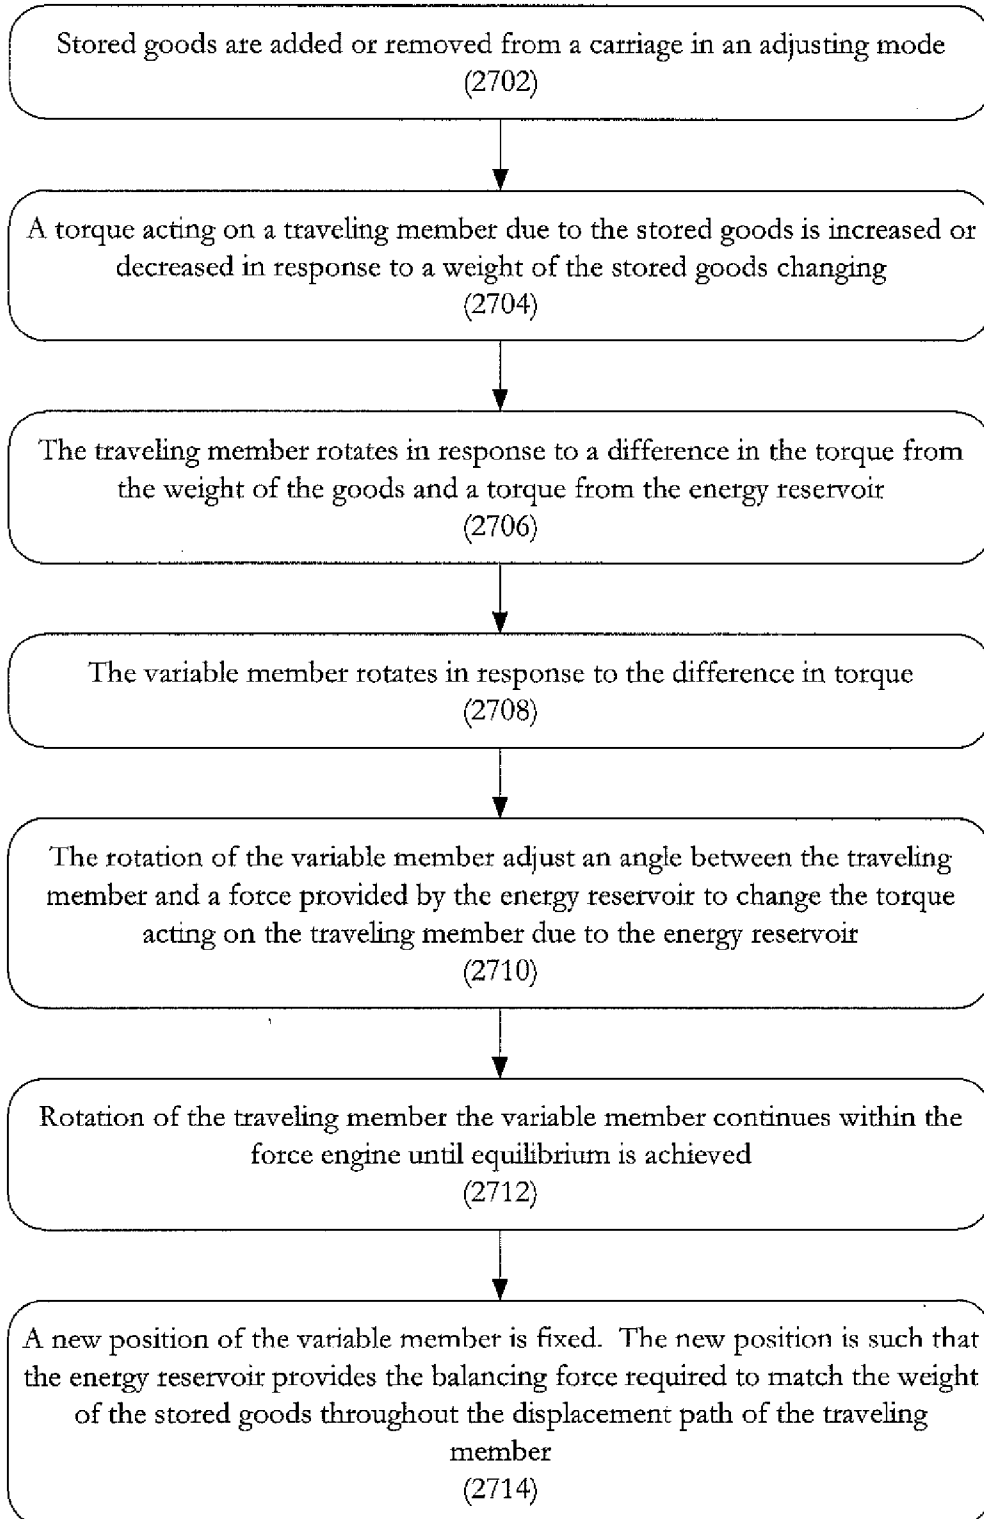 Stored goods are added or removed from a carriage in an adjusting mode
(2702)
A torque acting on a traveling member due to the stored goods is increased or
decreased in response to a weight of the stored goods changing
(2704)
The traveling member rotates in response to a difference in the torque from
the weight of the goods and a torque from the energy reservoir
(2706)
The variable member rotates in response to the difference in torque
(2708)
The rotation of the variable member adjust an angle between the traveling
member and a force provided by the energy reservoir to change the torque
acting on the traveling member due to the energy reservoir
(2710)
Rotation of the traveling member the variable member continues within the
force engine until equilibrium is achieved
(2712)
A new position of the variable member is fixed. The new position is such that
the energy reservoir provides the balancing force required to match the weight
of the stored goods throughout the displacement path of the traveling
member
(2714)